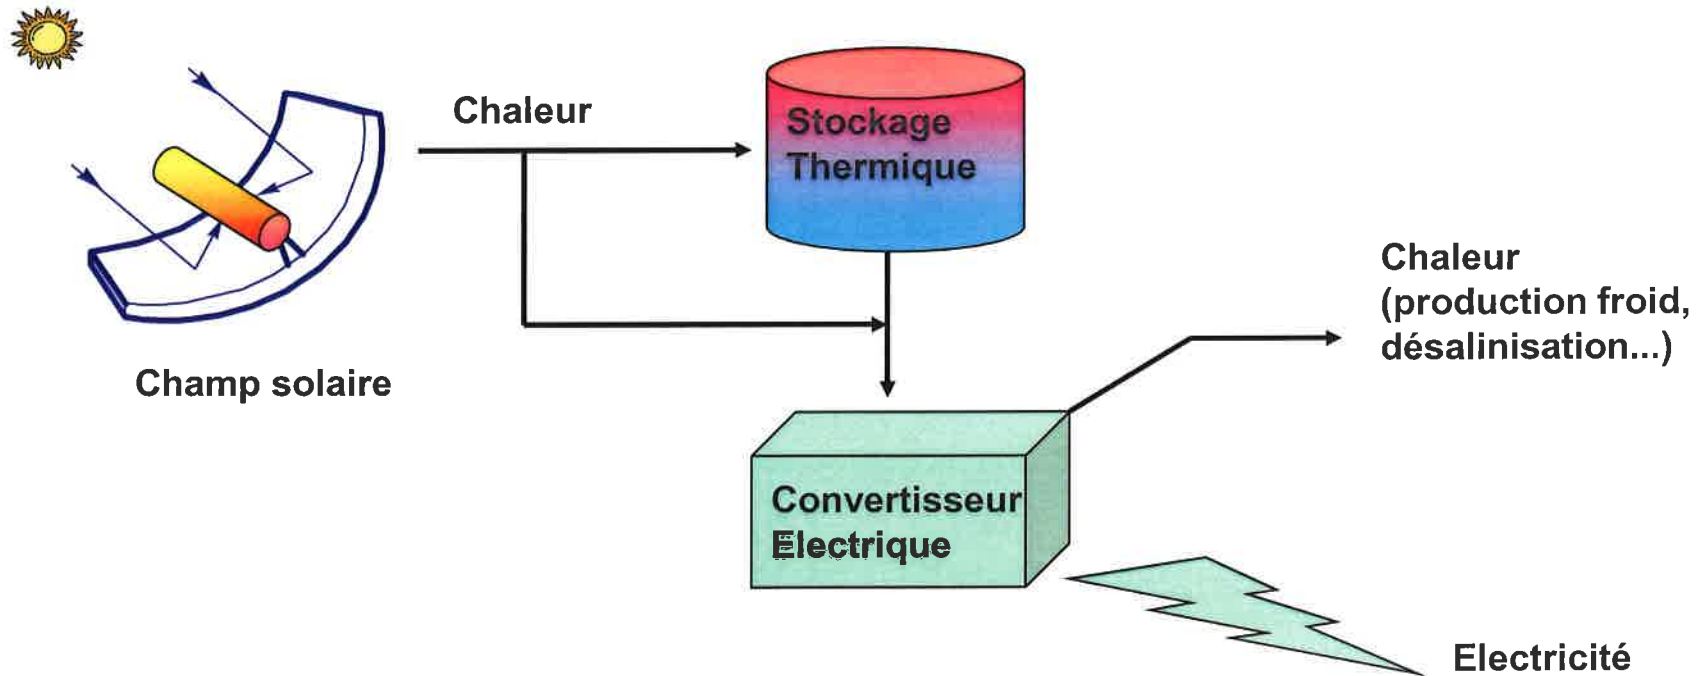 Chaleur
Stockage
Thermique
Chaleur
(production froid,
désalinisation...)
Champ solaire
Convertisseur
Electrique
Electricité